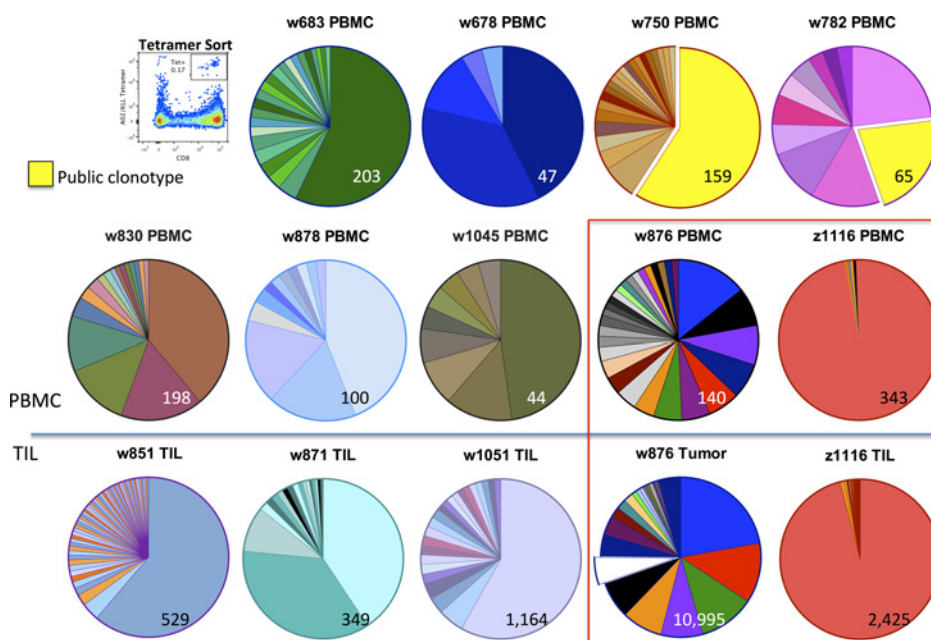 w683 PBMC w678 PBMC w750 PBMC w782 PBMC
Tetramer Sort
Tet+
0.17
A02/KLL Tetramer
CD8
Public clonotype
203 47 159 65
w830 PBMC w878 PBMC w1045 PBMC w876 PBMC z1116 PBMC
198 100 44 140 343
PBMC
TIL
w851 TIL w871 TIL w1051 TIL w876 Tumor z1116 TIL
529 349 1,164 10,995 2,425